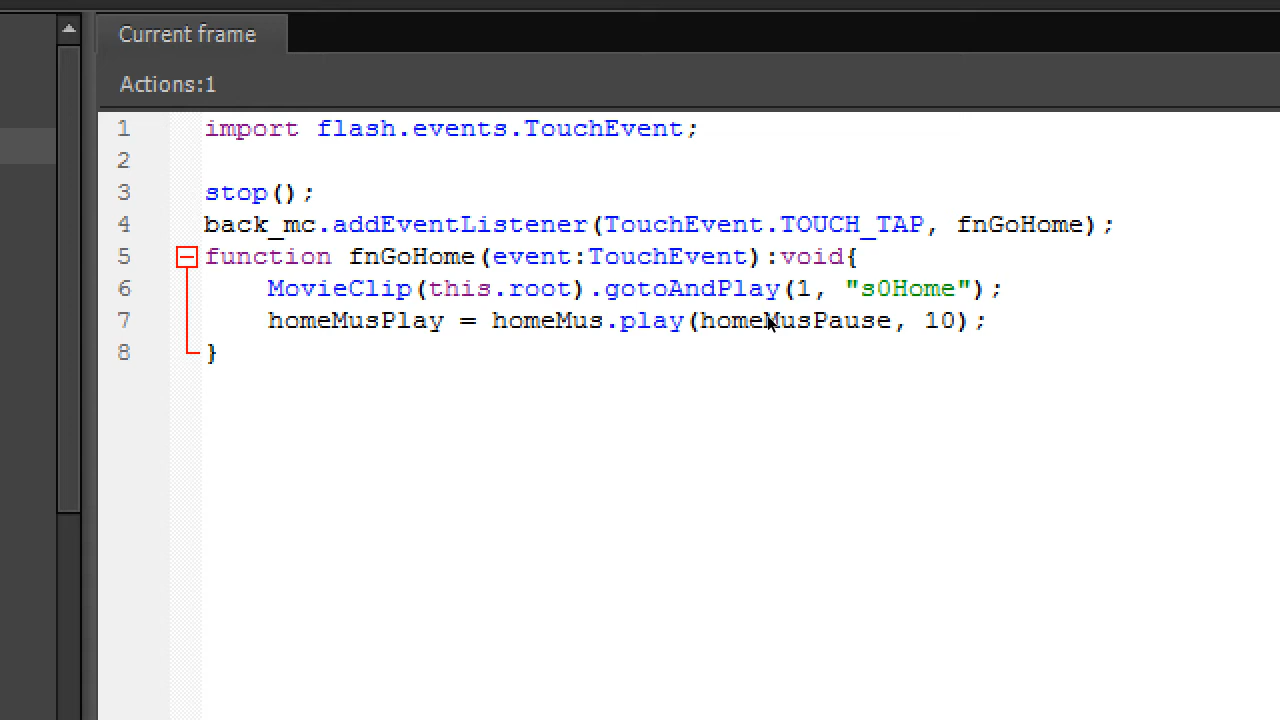 Current frame
Actions:1
1 import flash.events.TouchEvent;
2
3 stop();
4 back_mc.addEventListener(TouchEvent.TOUCH_TAP, fnGoHome);
5 function fnGoHome(event:TouchEvent):void{
6 MovieClip(this.root).gotoAndPlay(1, "s0Home");
7 homeMusPlay = homeMus.play(homeMusPause, 10);
8 }